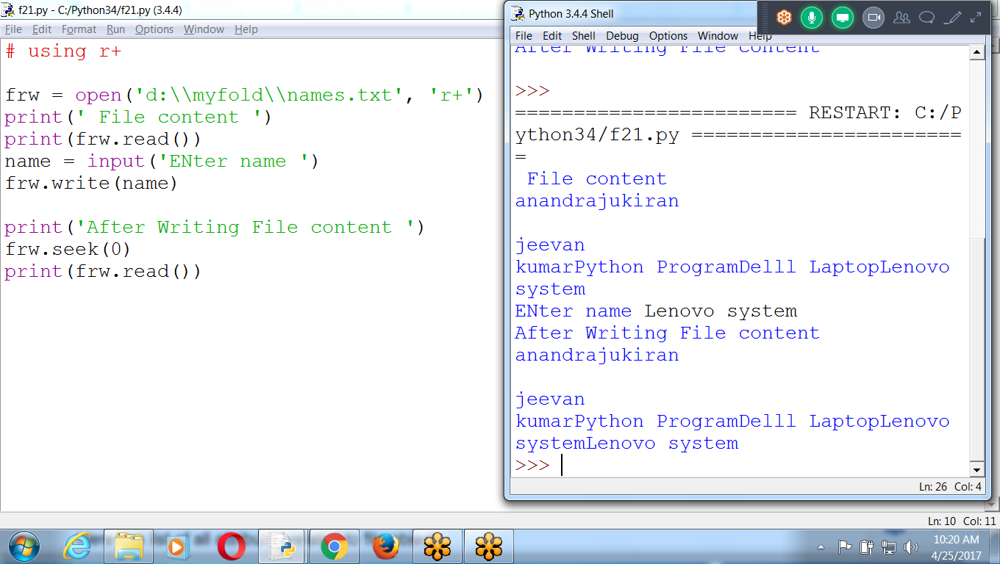 f21.py - C:/Python34/f21.py (3.4.4)
File Edit Format Run Options Window Help
# using r+
frw = open('d:\\myfold\\names.txt', 'r+')
print(' File content ')
print(frw.read())
name = input('ENter name ')
frw.write(name)
print('After Writing File content ')
frw.seek(0)
print(frw.read())
Ln: 10 Col: 11
Python 3.4.4 Shell
File Edit Shell Debug Options Window Help
After Writing File content
>>>
======================== RESTART: C:/P
ython34/f21.py =======================
=
File content
anandrajukiran
jeevan
kumarPython ProgramDelll LaptopLenovo
system
ENter name Lenovo system
After Writing File content
anandrajukiran
jeevan
kumarPython ProgramDelll LaptopLenovo
systemLenovo system
>>>
Ln: 26 Col: 4
10:20 AM
4/25/2017